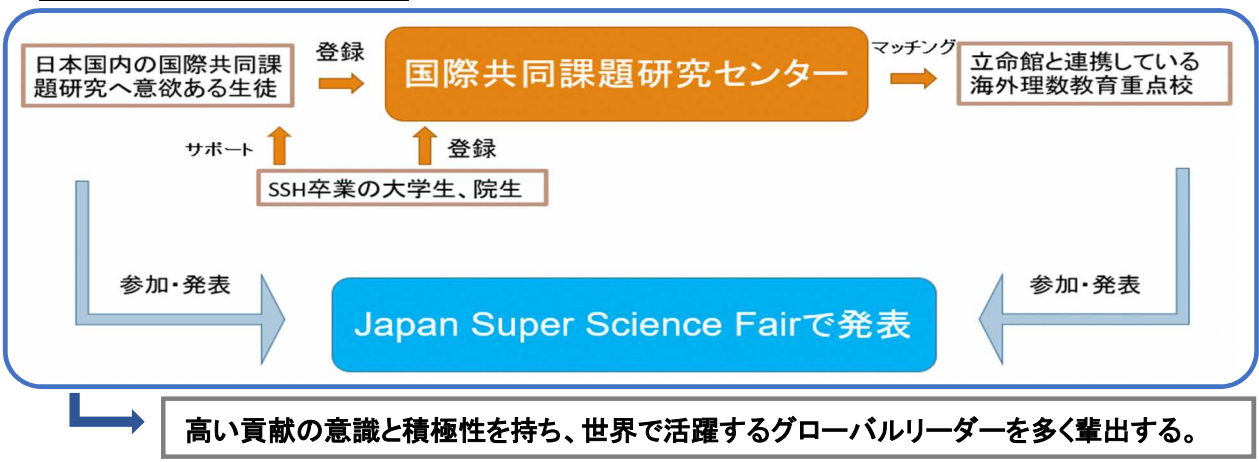 登録
マッチング
日本国内の国際共同課
題研究へ意欲ある生徒
国際共同課題研究センター
立命館と連携している
海外理数教育重点校
サポート
登録
SSH卒業の大学生、院生
参加・発表
参加・発表
Japan Super Science Fairで発表
高い貢献の意識と積極性を持ち、世界で活躍するグローバルリーダーを多く輩出する。